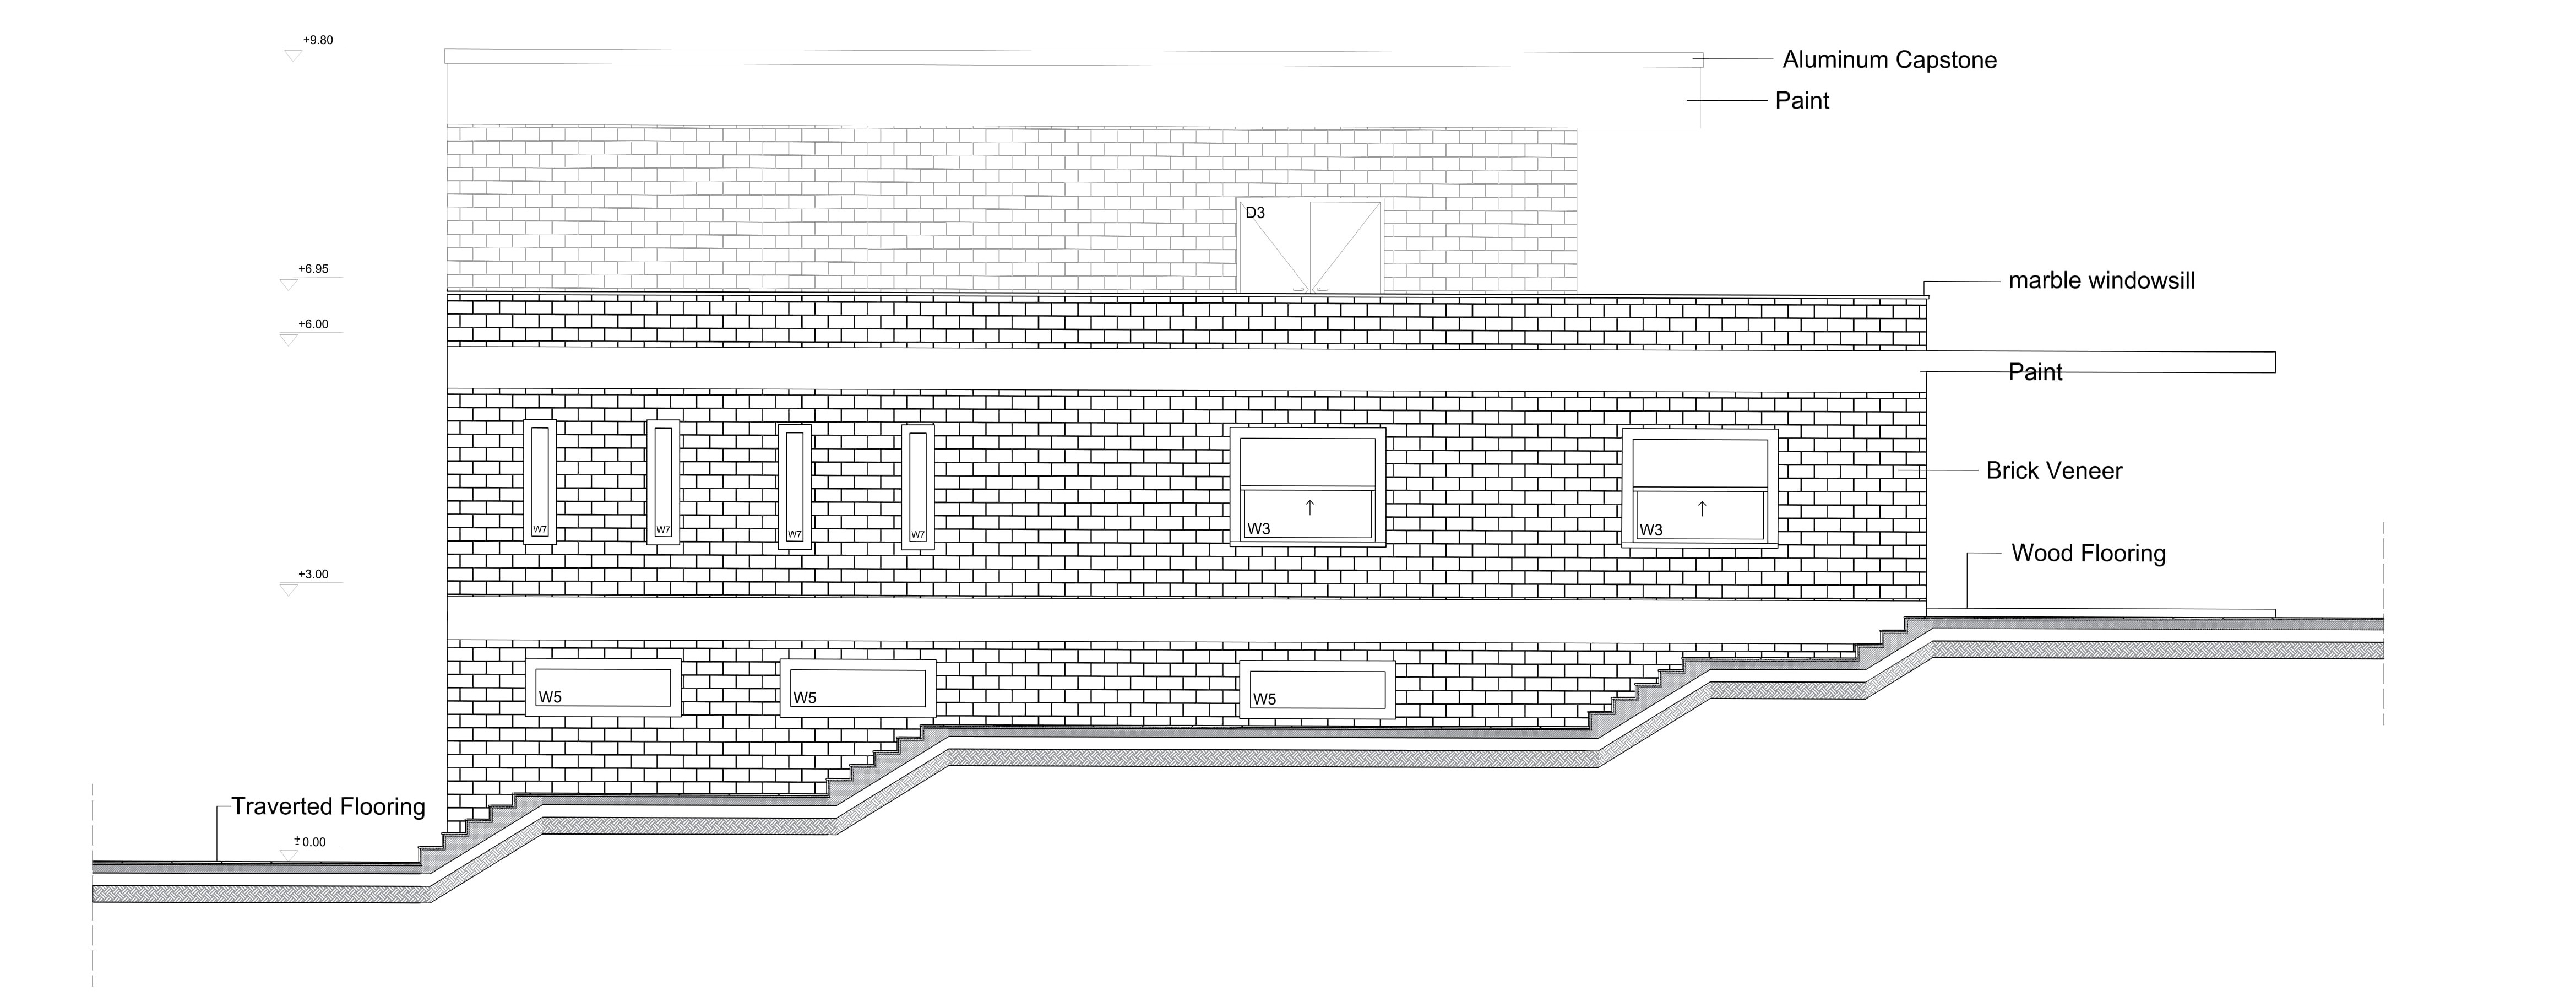 +9.80
Aluminum Capstone
Paint
D3
+6.95
marble windowsill
+6.00
Paint
Brick Veneer
W7
W7
W7
W7
W3
W3
Wood Flooring
+3.00
W5
W5
W5
Traverted Flooring
±0.00